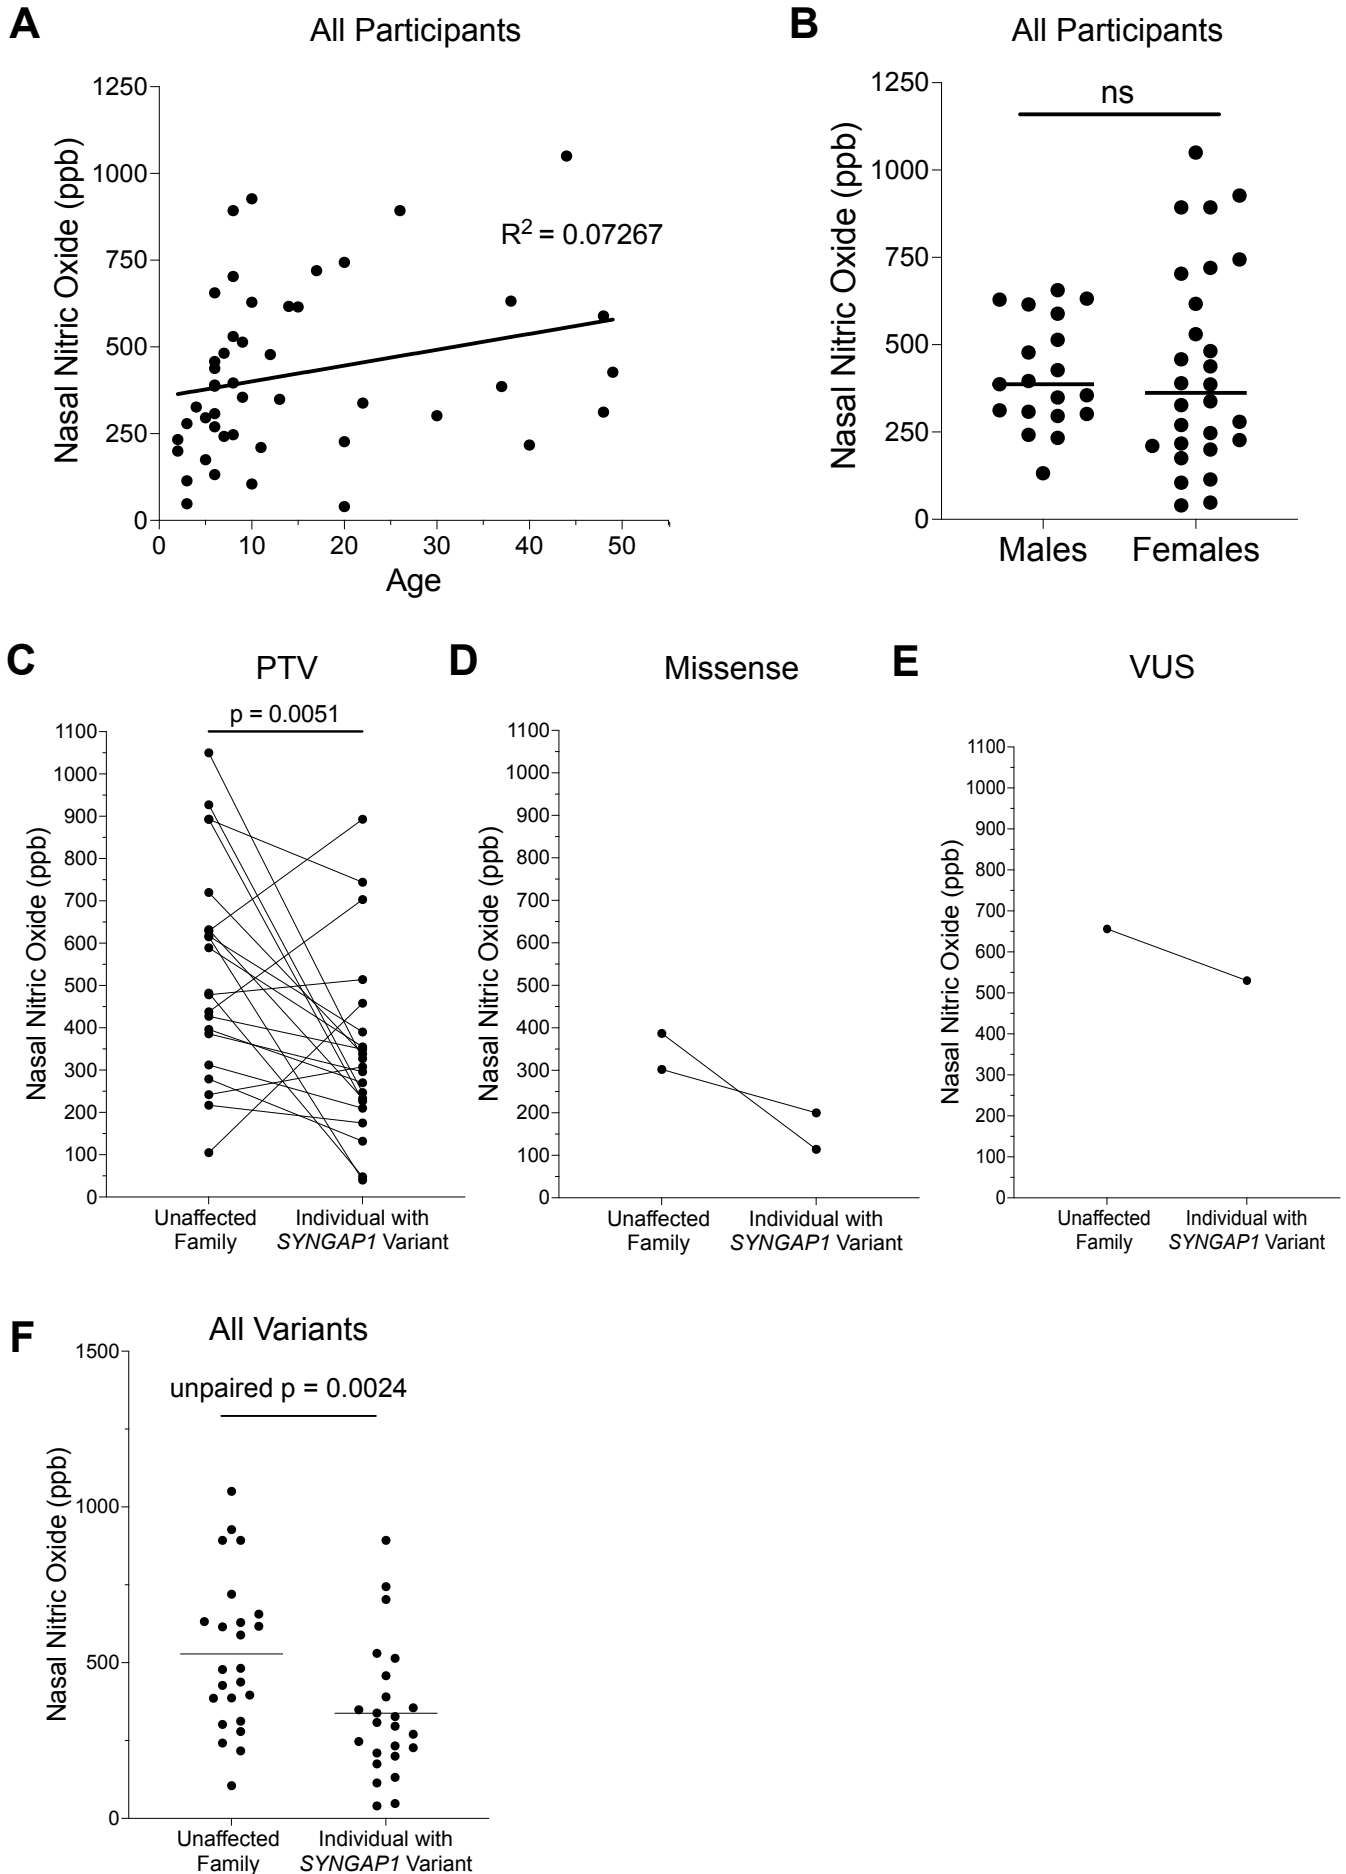 A
All Participants
Nasal Nitric Oxide (ppb)
1250
1000
750
500
250
0
R2 = 0.07267
0 10 20 30 40 50
Age
B
All Participants
ns
Nasal Nitric Oxide (ppb)
1250
1000
750
500
250
0
Males Females
C
PTV
p = 0.0051
Nasal Nitric Oxide (ppb)
1100
1000
900
800
700
600
500
400
300
200
100
0
Unaffected Individual with
Family SYNGAP1 Variant
D
Missense
Nasal Nitric Oxide (ppb)
1100
1000
900
800
700
600
500
400
300
200
100
0
Unaffected Individual with
Family SYNGAP1 Variant
E
VUS
Nasal Nitric Oxide (ppb)
1100
1000
900
800
700
600
500
400
300
200
100
0
Unaffected Individual with
Family SYNGAP1 Variant
F
All Variants
unpaired p = 0.0024
Nasal Nitric Oxide (ppb)
1500
1000
500
0
Unaffected Individual with
Family SYNGAP1 Variant